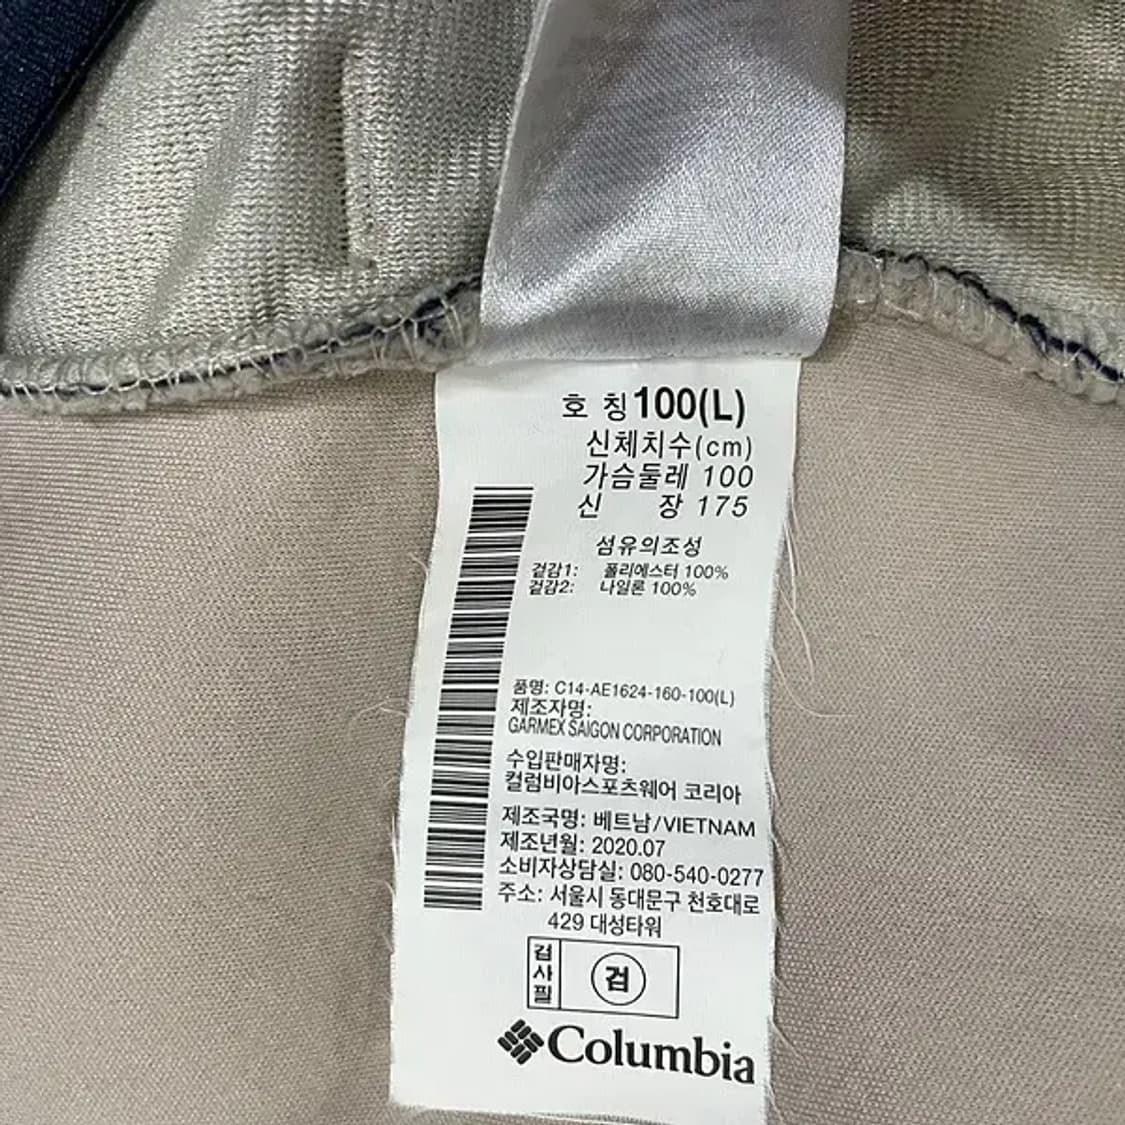 호 칭 100(L)
신체치수(cm)
가슴둘레 100
신 장 175
섬유의조성
겉감1: 폴리에스터 100%
겉감2: 나일론 100%
품명: C14-AE1624-160-100(L)
제조자명:
GARMEX SAIGON CORPORATION
수입판매자명:
컬럼비아스포츠웨어 코리아
제조국명: 베트남/VIETNAM
제조년월: 2020.07
소비자상담실: 080-540-0277
주소: 서울시 동대문구 천호대로
429 대성타워
검사필
검
Columbia